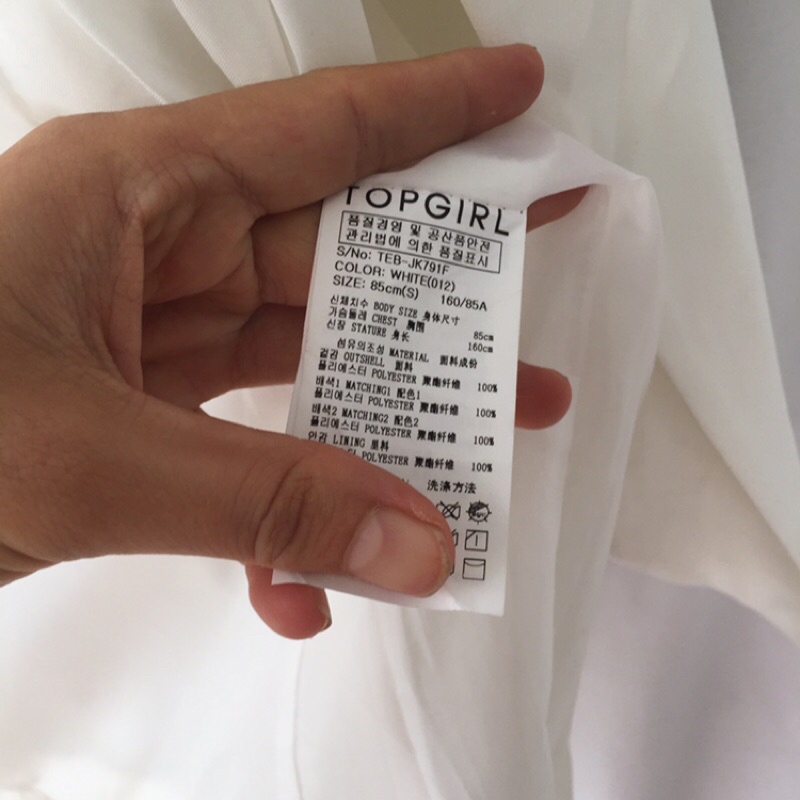 TOPGIRL
품질경영 및 공산품안전
관리법에 의한 품질표시
S/No: TEB-JK791F
COLOR: WHITE(012)
SIZE: 85cm(S) 160/85A
신체치수 BODY SIZE 身体尺寸
가슴둘레 CHEST 胸围 85cm
신장 STATURE 身长 160cm
섬유의조성 MATERIAL 面料成份
겉감 OUTSHELL 面料
폴리에스터 POLYESTER 聚酯纤维 100%
배색1 MATCHING1 配色1
폴리에스터 POLYESTER 聚酯纤维 100%
배색2 MATCHING2 配色2
폴리에스터 POLYESTER 聚酯纤维 100%
안감 LINING 里料
POLYESTER 聚酯纤维 100%
洗涤方法